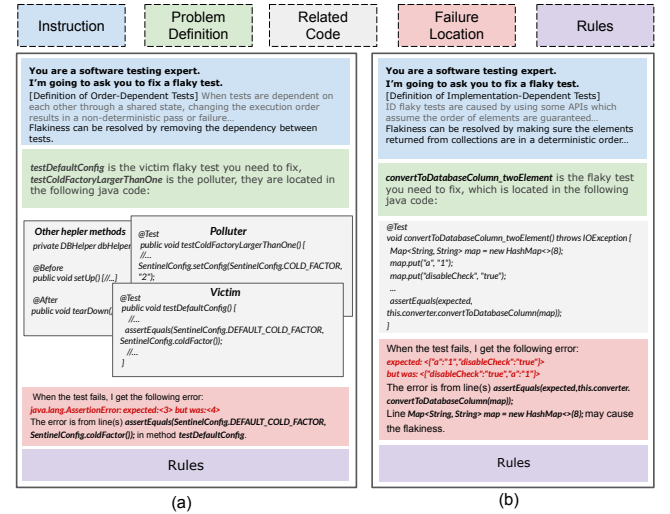 Instruction
Problem
Definition
Related
Code
Failure
Location
Rules
You are a software testing expert.
I'm going to ask you to fix a flaky test.
[Definition of Order-Dependent Tests] When tests are dependent
on each other through a shared state, changing the execution order
results in a non-deterministic pass or failure...
Flakiness can be resolved by removing the dependency between
tests.
testDefaultConfig is the victim flaky test you need to fix,
testColdFactoryLargerThanOne is the polluter, they are located in
the following java code:
Other hepler methods
private DBHelper dbHelper
@Before
public void setUp() {//...}
@After
public void tearDown()
Polluter
@Test
public void testColdFactoryLargerThanOne() {
//...
SentinelConfig.setConfig(SentinelConfig.COLD_FACTOR,
"2");
Victim
@Test
public void testDefaultConfig() {
//...
assertEquals(SentinelConfig.DEFAULT_COLD_FACTOR,
SentinelConfig.coldFactor());
//...
}
When the test fails, I get the following error:
java.lang.AssertionError: expected:<3> but was:<4>
The error is from line(s) assertEquals(SentinelConfig.DEFAULT_COLD_FACTOR,
SentinelConfig.coldFactor()); in method testDefaultConfig.
Rules
(a)
You are a software testing expert.
I'm going to ask you to fix a flaky test.
[Definition of Implementation-Dependent Tests]
ID flaky tests are caused by using some APIs which
assume the order of elements are guaranteed...
Flakiness can be resolved by making sure the elements
returned from collections are in a deterministic order...
convertToDatabaseColumn_twoElement is the flaky test
you need to fix, which is located in the following
java code:
@Test
void convertToDatabaseColumn_twoElement() throws IOException {
Map<String, String> map = new HashMap<>(8);
map.put("a", "1");
map.put("disableCheck", "true");
...
assertEquals(expected,
this.converter.convertToDatabaseColumn(map));
}
When the test fails, I get the following error:
expected: <{"a":"1","disableCheck":"true"}>
but was: <{"disableCheck":"true","a":"1"}>
The error is from line(s) assertEquals(expected,this.converter.
convertToDatabaseColumn(map));
Line Map<String, String> map = new HashMap<>(8); may cause
the flakiness.
Rules
(b)